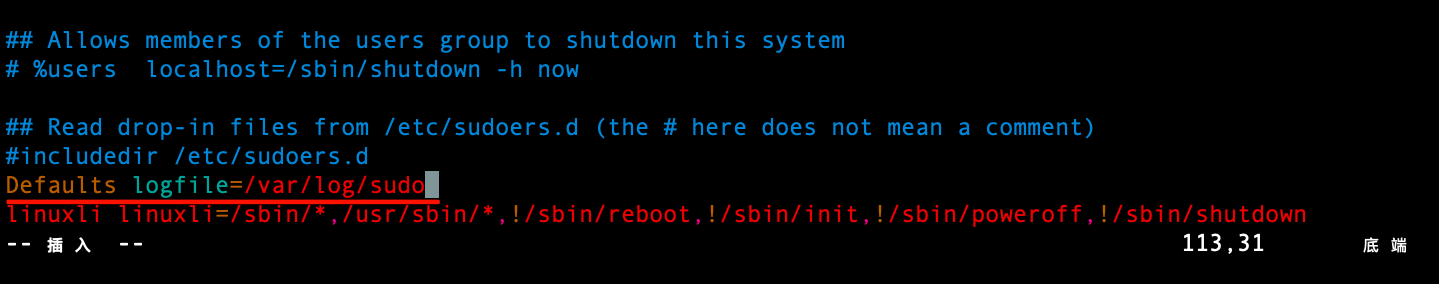 ## Allows members of the users group to shutdown this system
# %users  localhost=/sbin/shutdown -h now
## Read drop-in files from /etc/sudoers.d (the # here does not mean a comment)
#includedir /etc/sudoers.d
Defaults logfile=/var/log/sudo
linuxli linuxli=/sbin/*,/usr/sbin/*,!/sbin/reboot,!/sbin/init,!/sbin/poweroff,!/sbin/shutdown
-- 插入 -- 113,31 底端